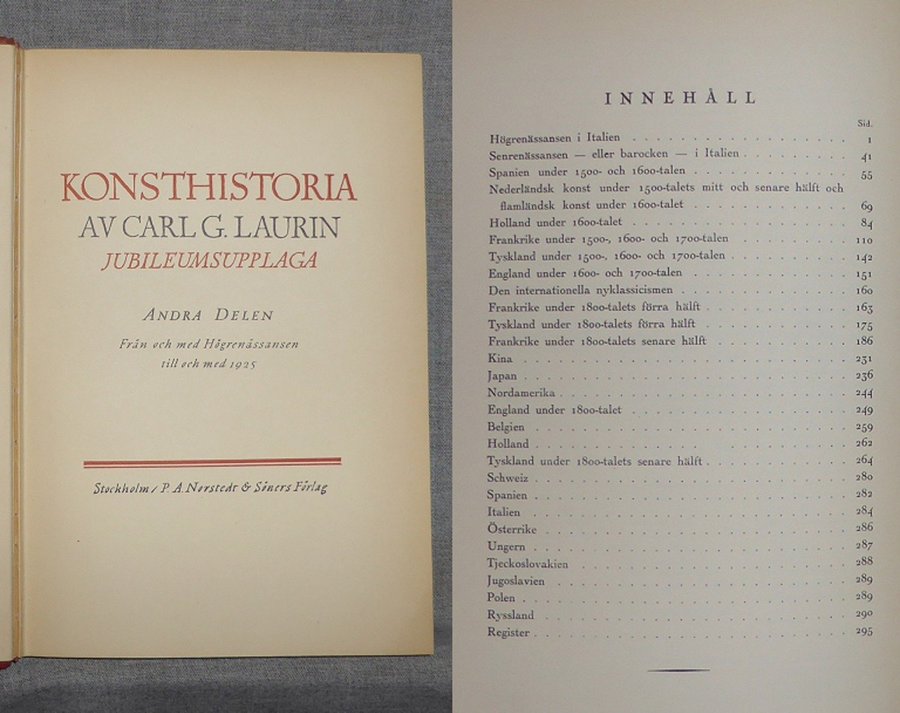 KONSTHISTORIA
AV CARL G. LAURIN
JUBILEUMSUPPLAGA
ANDRA DELEN
Från och med Högrenässansen
till och med 1925
Stockholm / P. A. Norstedt & Söners Förlag
INNEHÅLL
Sid.
Högrenässansen i Italien . . . . . . . . . . . . . . 1
Senrenässansen — eller barocken — i Italien . . . . . . . 41
Spanien under 1500- och 1600-talen . . . . . . . . . . 55
Nederländsk konst under 1500-talets mitt och senare hälft och
flamländsk konst under 1600-talet . . . . . . . . . . 69
Holland under 1600-talet . . . . . . . . . . . . . . 84
Frankrike under 1500-, 1600- och 1700-talen . . . . . . . 110
Tyskland under 1500-, 1600- och 1700-talen . . . . . . . 142
England under 1600- och 1700-talen . . . . . . . . . . 151
Den internationella nyklassicismen . . . . . . . . . . 160
Frankrike under 1800-talets förra hälft . . . . . . . . . 163
Tyskland under 1800-talets förra hälft . . . . . . . . . 175
Frankrike under 1800-talets senare hälft . . . . . . . . 186
Kina . . . . . . . . . . . . . . . . . . . . 231
Japan . . . . . . . . . . . . . . . . . . . . 236
Nordamerika . . . . . . . . . . . . . . . . . . 244
England under 1800-talet . . . . . . . . . . . . . . 249
Belgien . . . . . . . . . . . . . . . . . . . 259
Holland . . . . . . . . . . . . . . . . . . . 262
Tyskland under 1800-talets senare hälft . . . . . . . . . 264
Schweiz . . . . . . . . . . . . . . . . . . . 280
Spanien . . . . . . . . . . . . . . . . . . . 282
Italien . . . . . . . . . . . . . . . . . . . . 284
Österrike . . . . . . . . . . . . . . . . . . . 286
Ungern . . . . . . . . . . . . . . . . . . . 287
Tjeckoslovakien . . . . . . . . . . . . . . . . . 288
Jugoslavien . . . . . . . . . . . . . . . . . . 289
Polen . . . . . . . . . . . . . . . . . . . . 289
Ryssland . . . . . . . . . . . . . . . . . . . 290
Register . . . . . . . . . . . . . . . . . . . 295